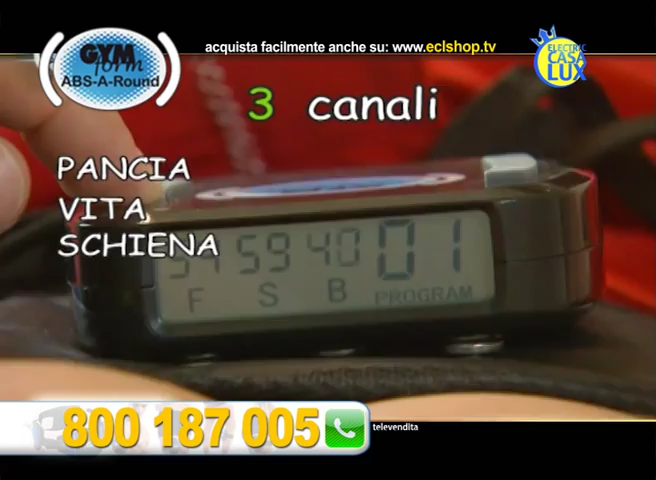 acquista facilmente anche su: www.eclshop.tv
GYM
form
ABS-A-Round
ELECTRIC
CASA
LUX
3 canali
PANCIA
VITA
SCHIENA
54 59 40 01
F S B PROGRAM
800 187 005
televendita